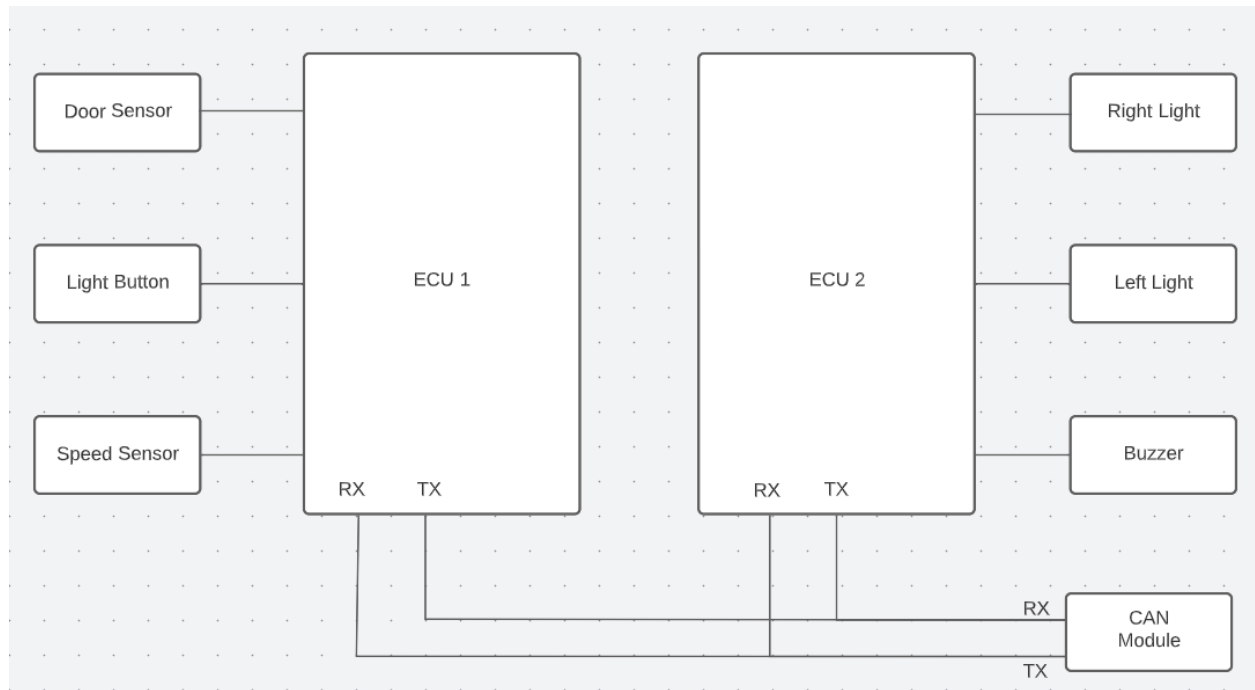 Door Sensor
Right Light
Light Button
ECU 1
ECU 2
Left Light
Speed Sensor
Buzzer
RX
TX
RX
TX
RX
CAN
Module
TX